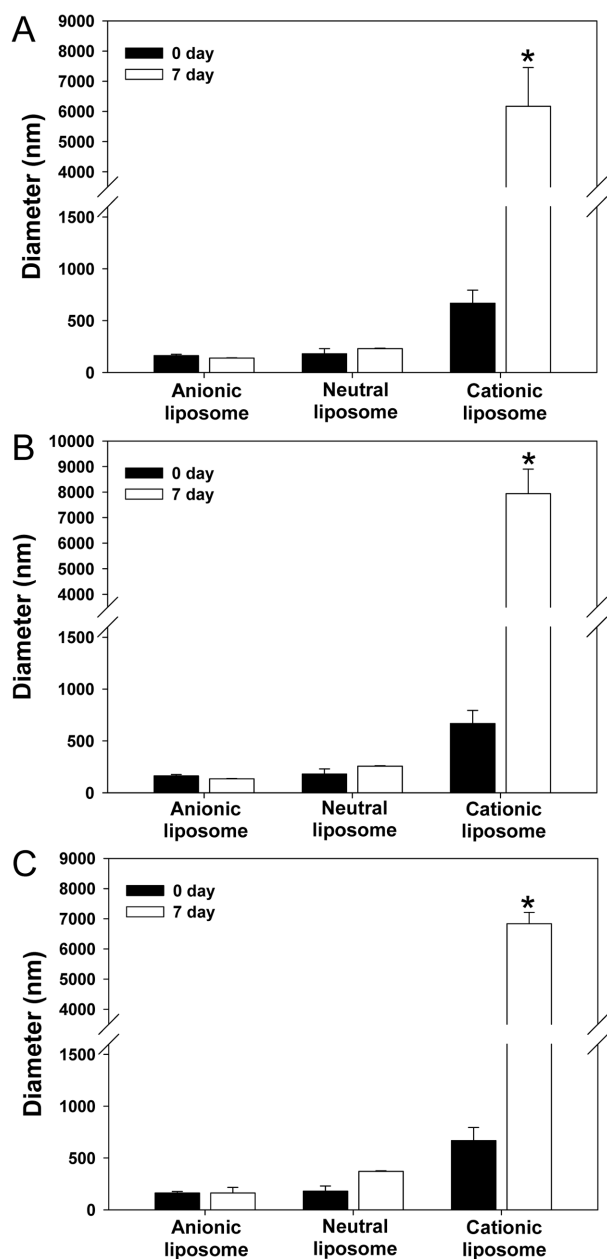 A
Diameter (nm)
9000
8000
7000
6000
5000
4000
1500
1000
500
0
0 day
7 day
*
Anionic liposome
Neutral liposome
Cationic liposome
B
Diameter (nm)
10000
9000
8000
7000
6000
5000
4000
1500
1000
500
0
0 day
7 day
*
Anionic liposome
Neutral liposome
Cationic liposome
C
Diameter (nm)
9000
8000
7000
6000
5000
4000
1500
1000
500
0
0 day
7 day
*
Anionic liposome
Neutral liposome
Cationic liposome